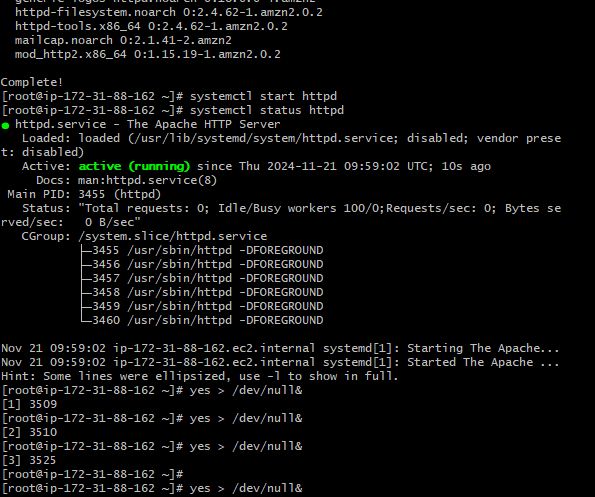 httpd-filesystem.noarch 0:2.4.62-1.amzn2.0.2
httpd-tools.x86_64 0:2.4.62-1.amzn2.0.2
mailcap.noarch 0:2.1.41-2.amzn2
mod_http2.x86_64 0:1.15.19-1.amzn2.0.2
Complete!
[root@ip-172-31-88-162 ~]# systemctl start httpd
[root@ip-172-31-88-162 ~]# systemctl status httpd
● httpd.service - The Apache HTTP Server
Loaded: loaded (/usr/lib/systemd/system/httpd.service; disabled; vendor prese
t: disabled)
Active: active (running) since Thu 2024-11-21 09:59:02 UTC; 10s ago
Docs: man:httpd.service(8)
Main PID: 3455 (httpd)
Status: "Total requests: 0; Idle/Busy workers 100/0;Requests/sec: 0; Bytes se
rved/sec:   0 B/sec"
CGroup: /system.slice/httpd.service
├─3455 /usr/sbin/httpd -DFOREGROUND
├─3456 /usr/sbin/httpd -DFOREGROUND
├─3457 /usr/sbin/httpd -DFOREGROUND
├─3458 /usr/sbin/httpd -DFOREGROUND
├─3459 /usr/sbin/httpd -DFOREGROUND
└─3460 /usr/sbin/httpd -DFOREGROUND
Nov 21 09:59:02 ip-172-31-88-162.ec2.internal systemd[1]: Starting The Apache...
Nov 21 09:59:02 ip-172-31-88-162.ec2.internal systemd[1]: Started The Apache ...
Hint: Some lines were ellipsized, use -l to show in full.
[root@ip-172-31-88-162 ~]# yes > /dev/null&
[1] 3509
[root@ip-172-31-88-162 ~]# yes > /dev/null&
[2] 3510
[root@ip-172-31-88-162 ~]# yes > /dev/null&
[3] 3525
[root@ip-172-31-88-162 ~]#
[root@ip-172-31-88-162 ~]# yes > /dev/null&